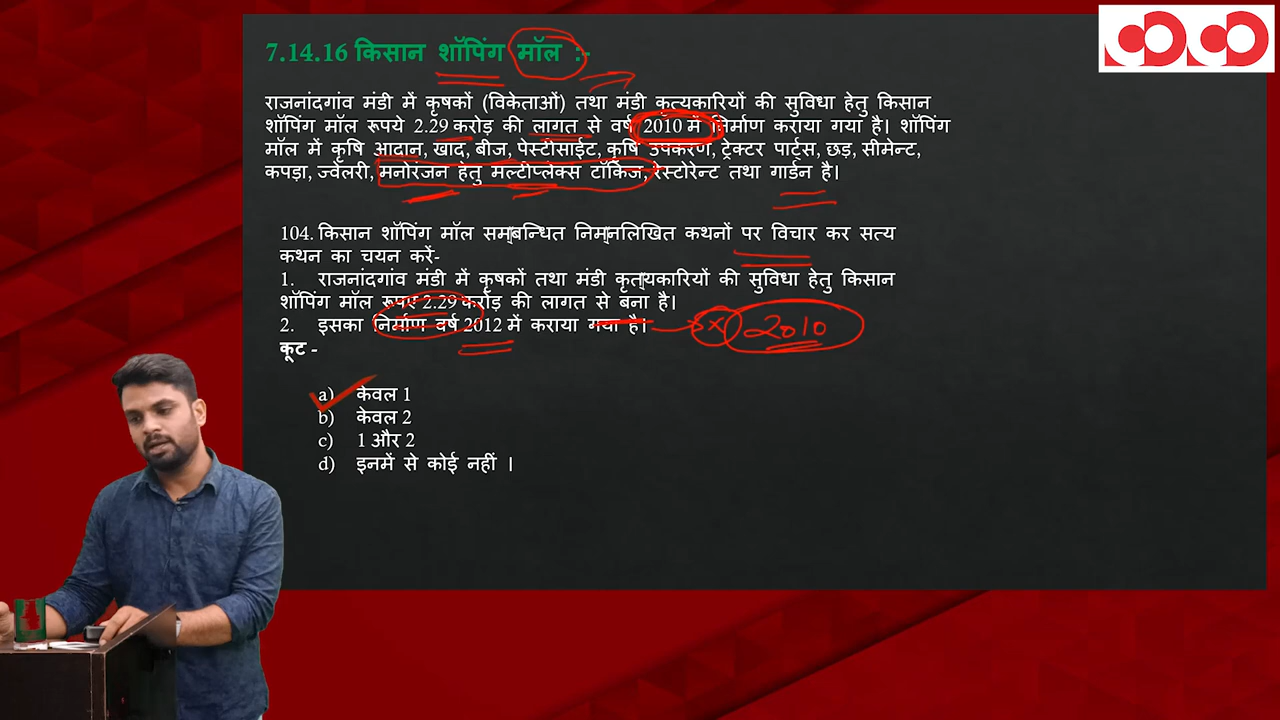 7.14.16 किसान शॉपिंग मॉल :-
राजनांदगांव मंडी में कृषकों (विकेताओं) तथा मंडी कृत्यकारियों की सुविधा हेतु किसान
शॉपिंग मॉल रूपये 2.29 करोड़ की लागत से वर्ष 2010 में निर्माण कराया गया है। शॉपिंग
मॉल में कृषि आदान, खाद, बीज, पेस्टीसाईट, कृषि उपकरण, ट्रेक्टर पार्ट्स, छड़, सीमेन्ट,
कपड़ा, ज्वेलरी, मनोरंजन हेतु मल्टीप्लेक्स टॉकिज, रेस्टोरेन्ट तथा गार्डन है।
104. किसान शॉपिंग मॉल सम्बन्धित निम्नलिखित कथनों पर विचार कर सत्य
कथन का चयन करें-
1. राजनांदगांव मंडी में कृषकों तथा मंडी कृत्यकारियों की सुविधा हेतु किसान
शॉपिंग मॉल रूपए 2.29 करोड़ की लागत से बना है।
2. इसका निर्माण वर्ष 2012 में कराया गया है। 2010
कूट -
a) केवल 1
b) केवल 2
c) 1 और 2
d) इनमें से कोई नहीं ।